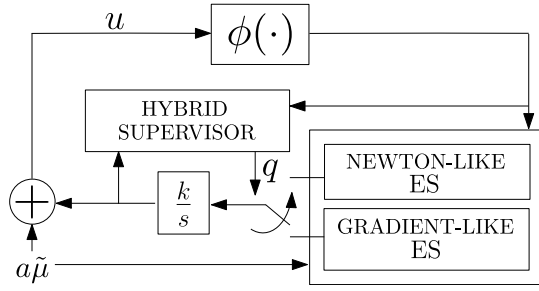 u
ϕ(·)
HYBRID
SUPERVISOR
q
NEWTON-LIKE
ES
k
s
GRADIENT-LIKE
ES
+
aμ̃